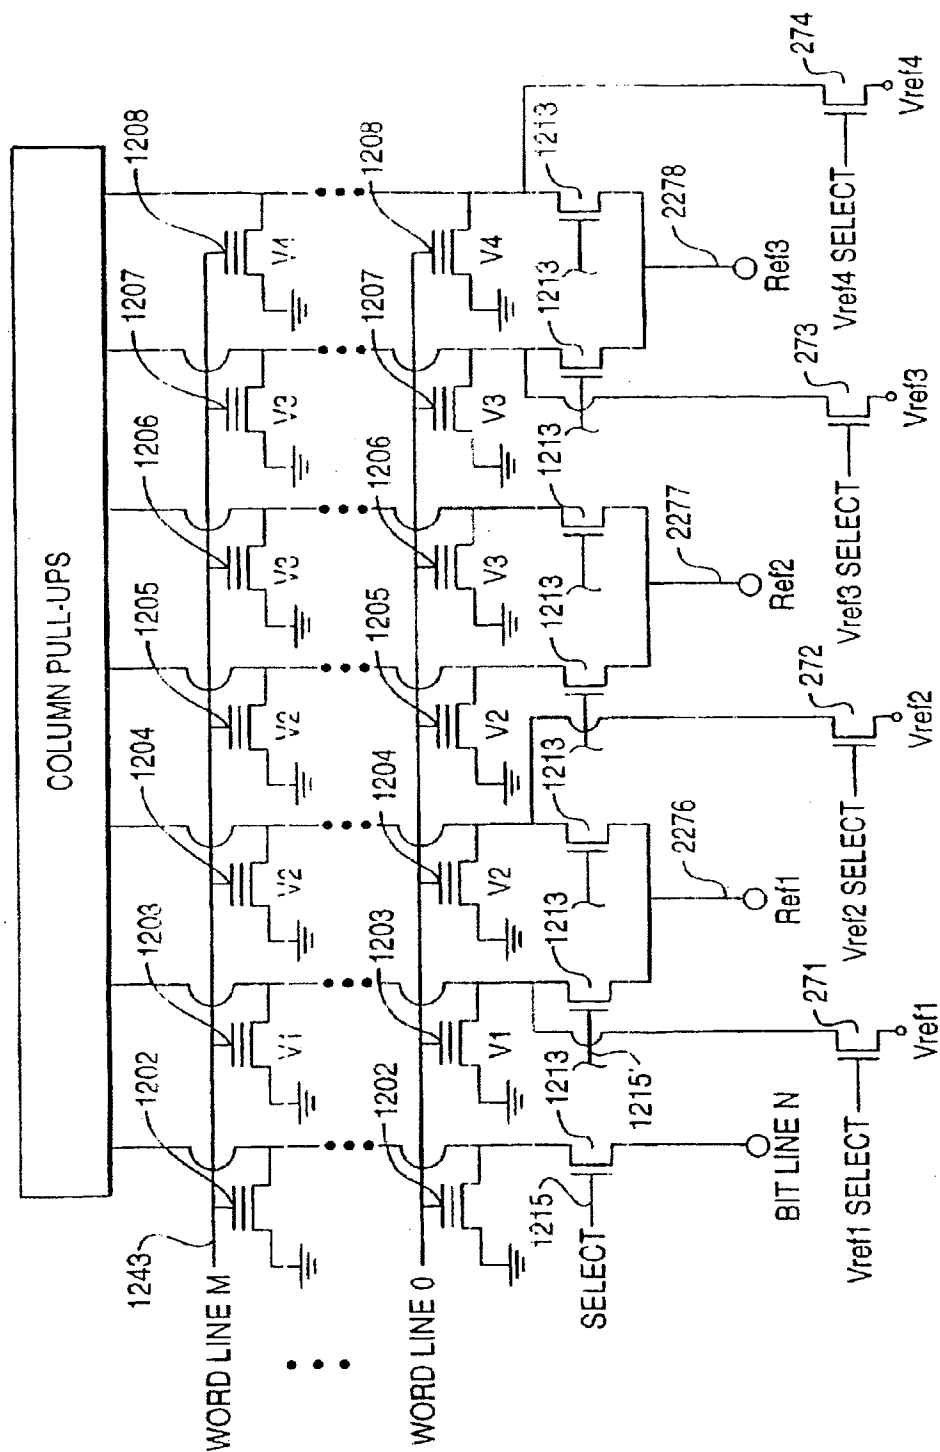 COLUMN PULL-UPS
1243
1202
1203
1204
1205
1206
1207
1208
WORD LINE M
V1
V2
V2
V3
V3
V4
1202
1203
1204
1205
1206
1207
1208
WORD LINE 0
V1
V2
V2
V3
V3
V4
1215
1213
1213
1213
1213
1213
1213
1213
SELECT
1215'
2276
2277
2278
BIT LINE N
Ref1
Ref2
Ref3
271
272
273
274
Vref1 SELECT
Vref2 SELECT
Vref3 SELECT
Vref4 SELECT
Vref1
Vref2
Vref3
Vref4